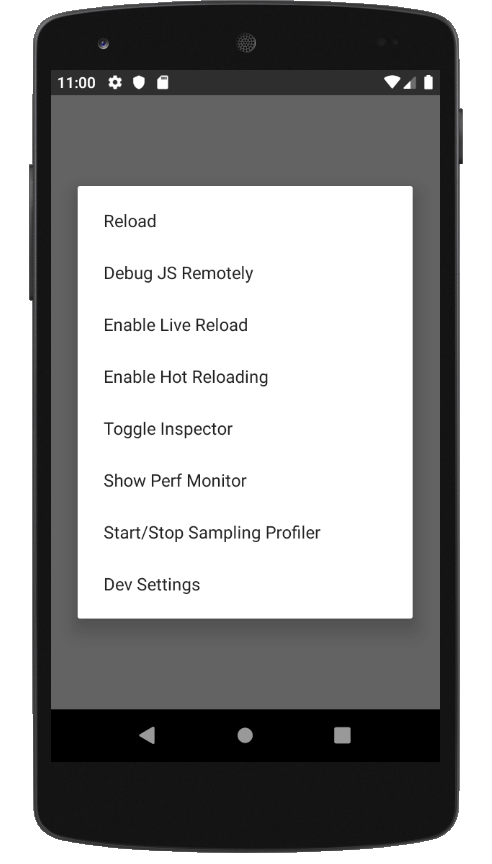 11:00
Reload
Debug JS Remotely
Enable Live Reload
Enable Hot Reloading
Toggle Inspector
Show Perf Monitor
Start/Stop Sampling Profiler
Dev Settings